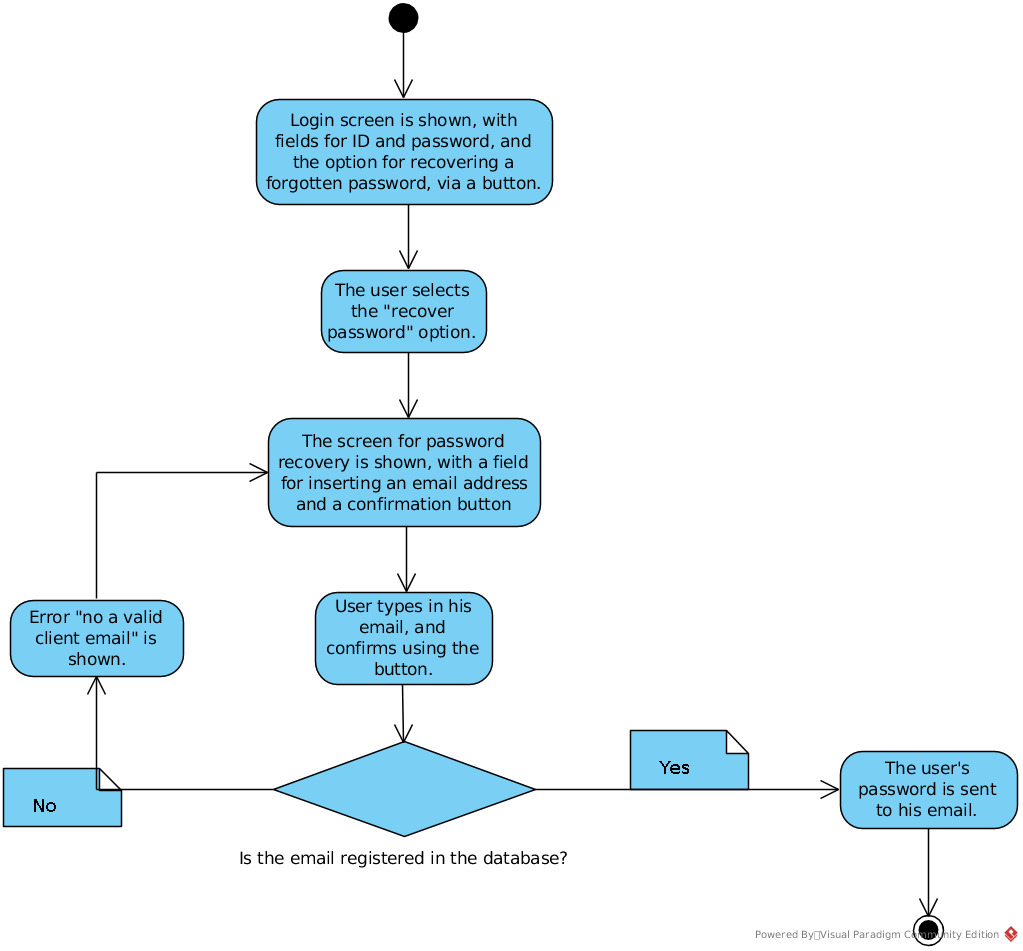 Login screen is shown, with
fields for ID and password, and
the option for recovering a
forgotten password, via a button.
The user selects
the "recover
password" option.
The screen for password
recovery is shown, with a field
for inserting an email address
and a confirmation button
Error "no a valid
client email" is
shown.
User types in his
email, and
confirms using the
button.
No
Yes
The user's
password is sent
to his email.
Is the email registered in the database?
Powered By Visual Paradigm Community Edition